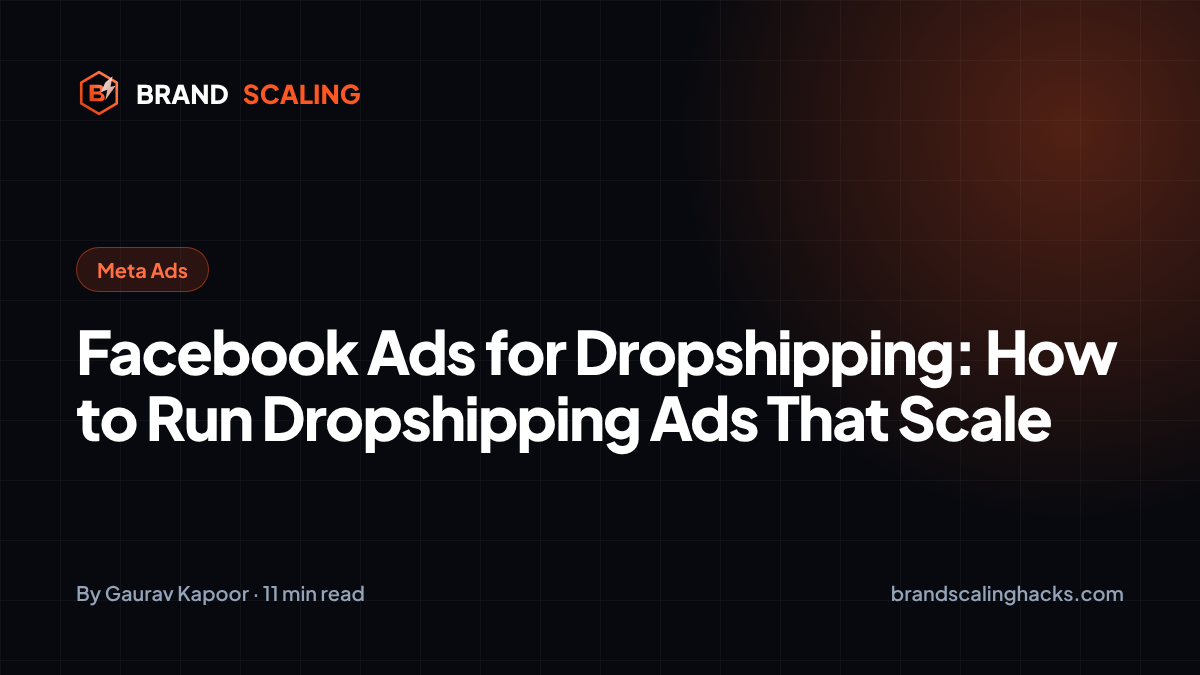 B
BRAND SCALING
Meta Ads
Facebook Ads for Dropshipping: How
to Run Dropshipping Ads That Scale
By Gaurav Kapoor · 11 min read
brandscalinghacks.com